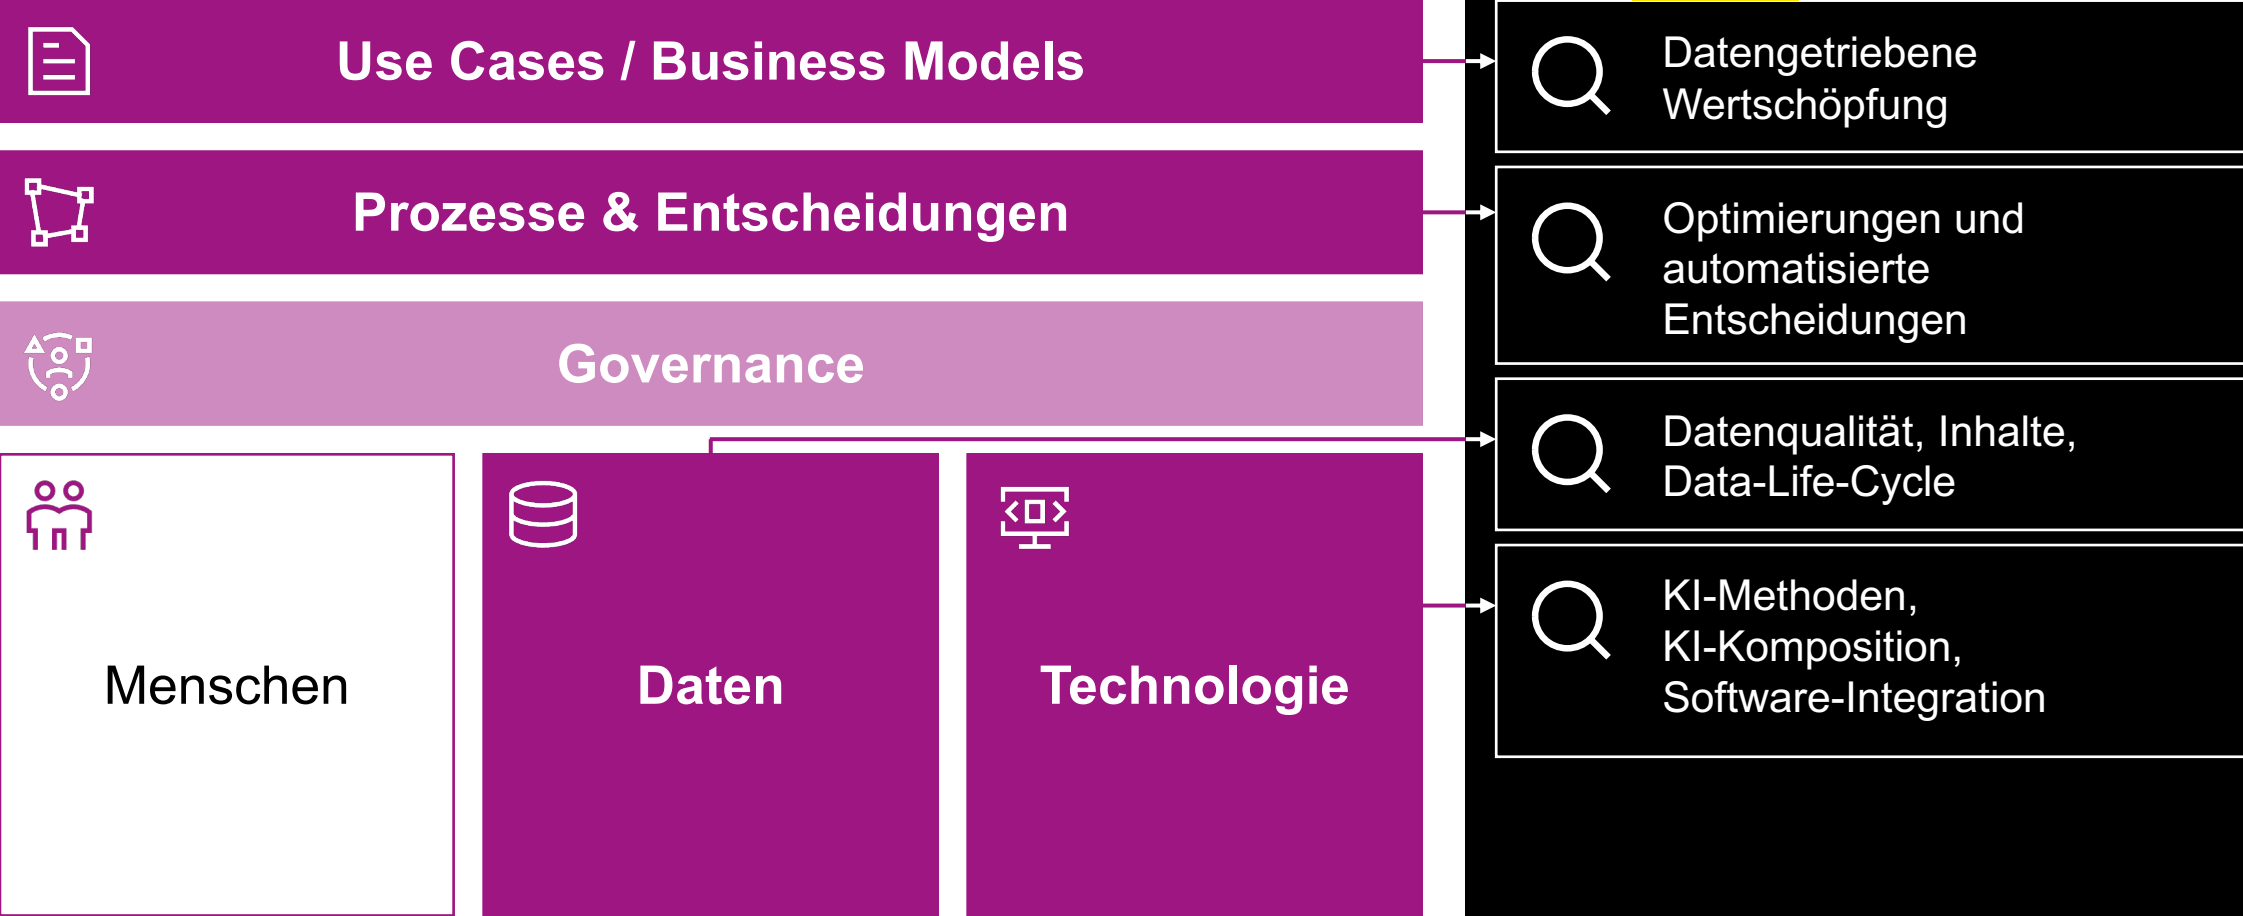 Use Cases / Business Models
Prozesse & Entscheidungen
Governance
Menschen
Daten
Technologie
Datengetriebene
Wertschöpfung
Optimierungen und
automatisierte
Entscheidungen
Datenqualität, Inhalte,
Data-Life-Cycle
KI-Methoden,
KI-Komposition,
Software-Integration